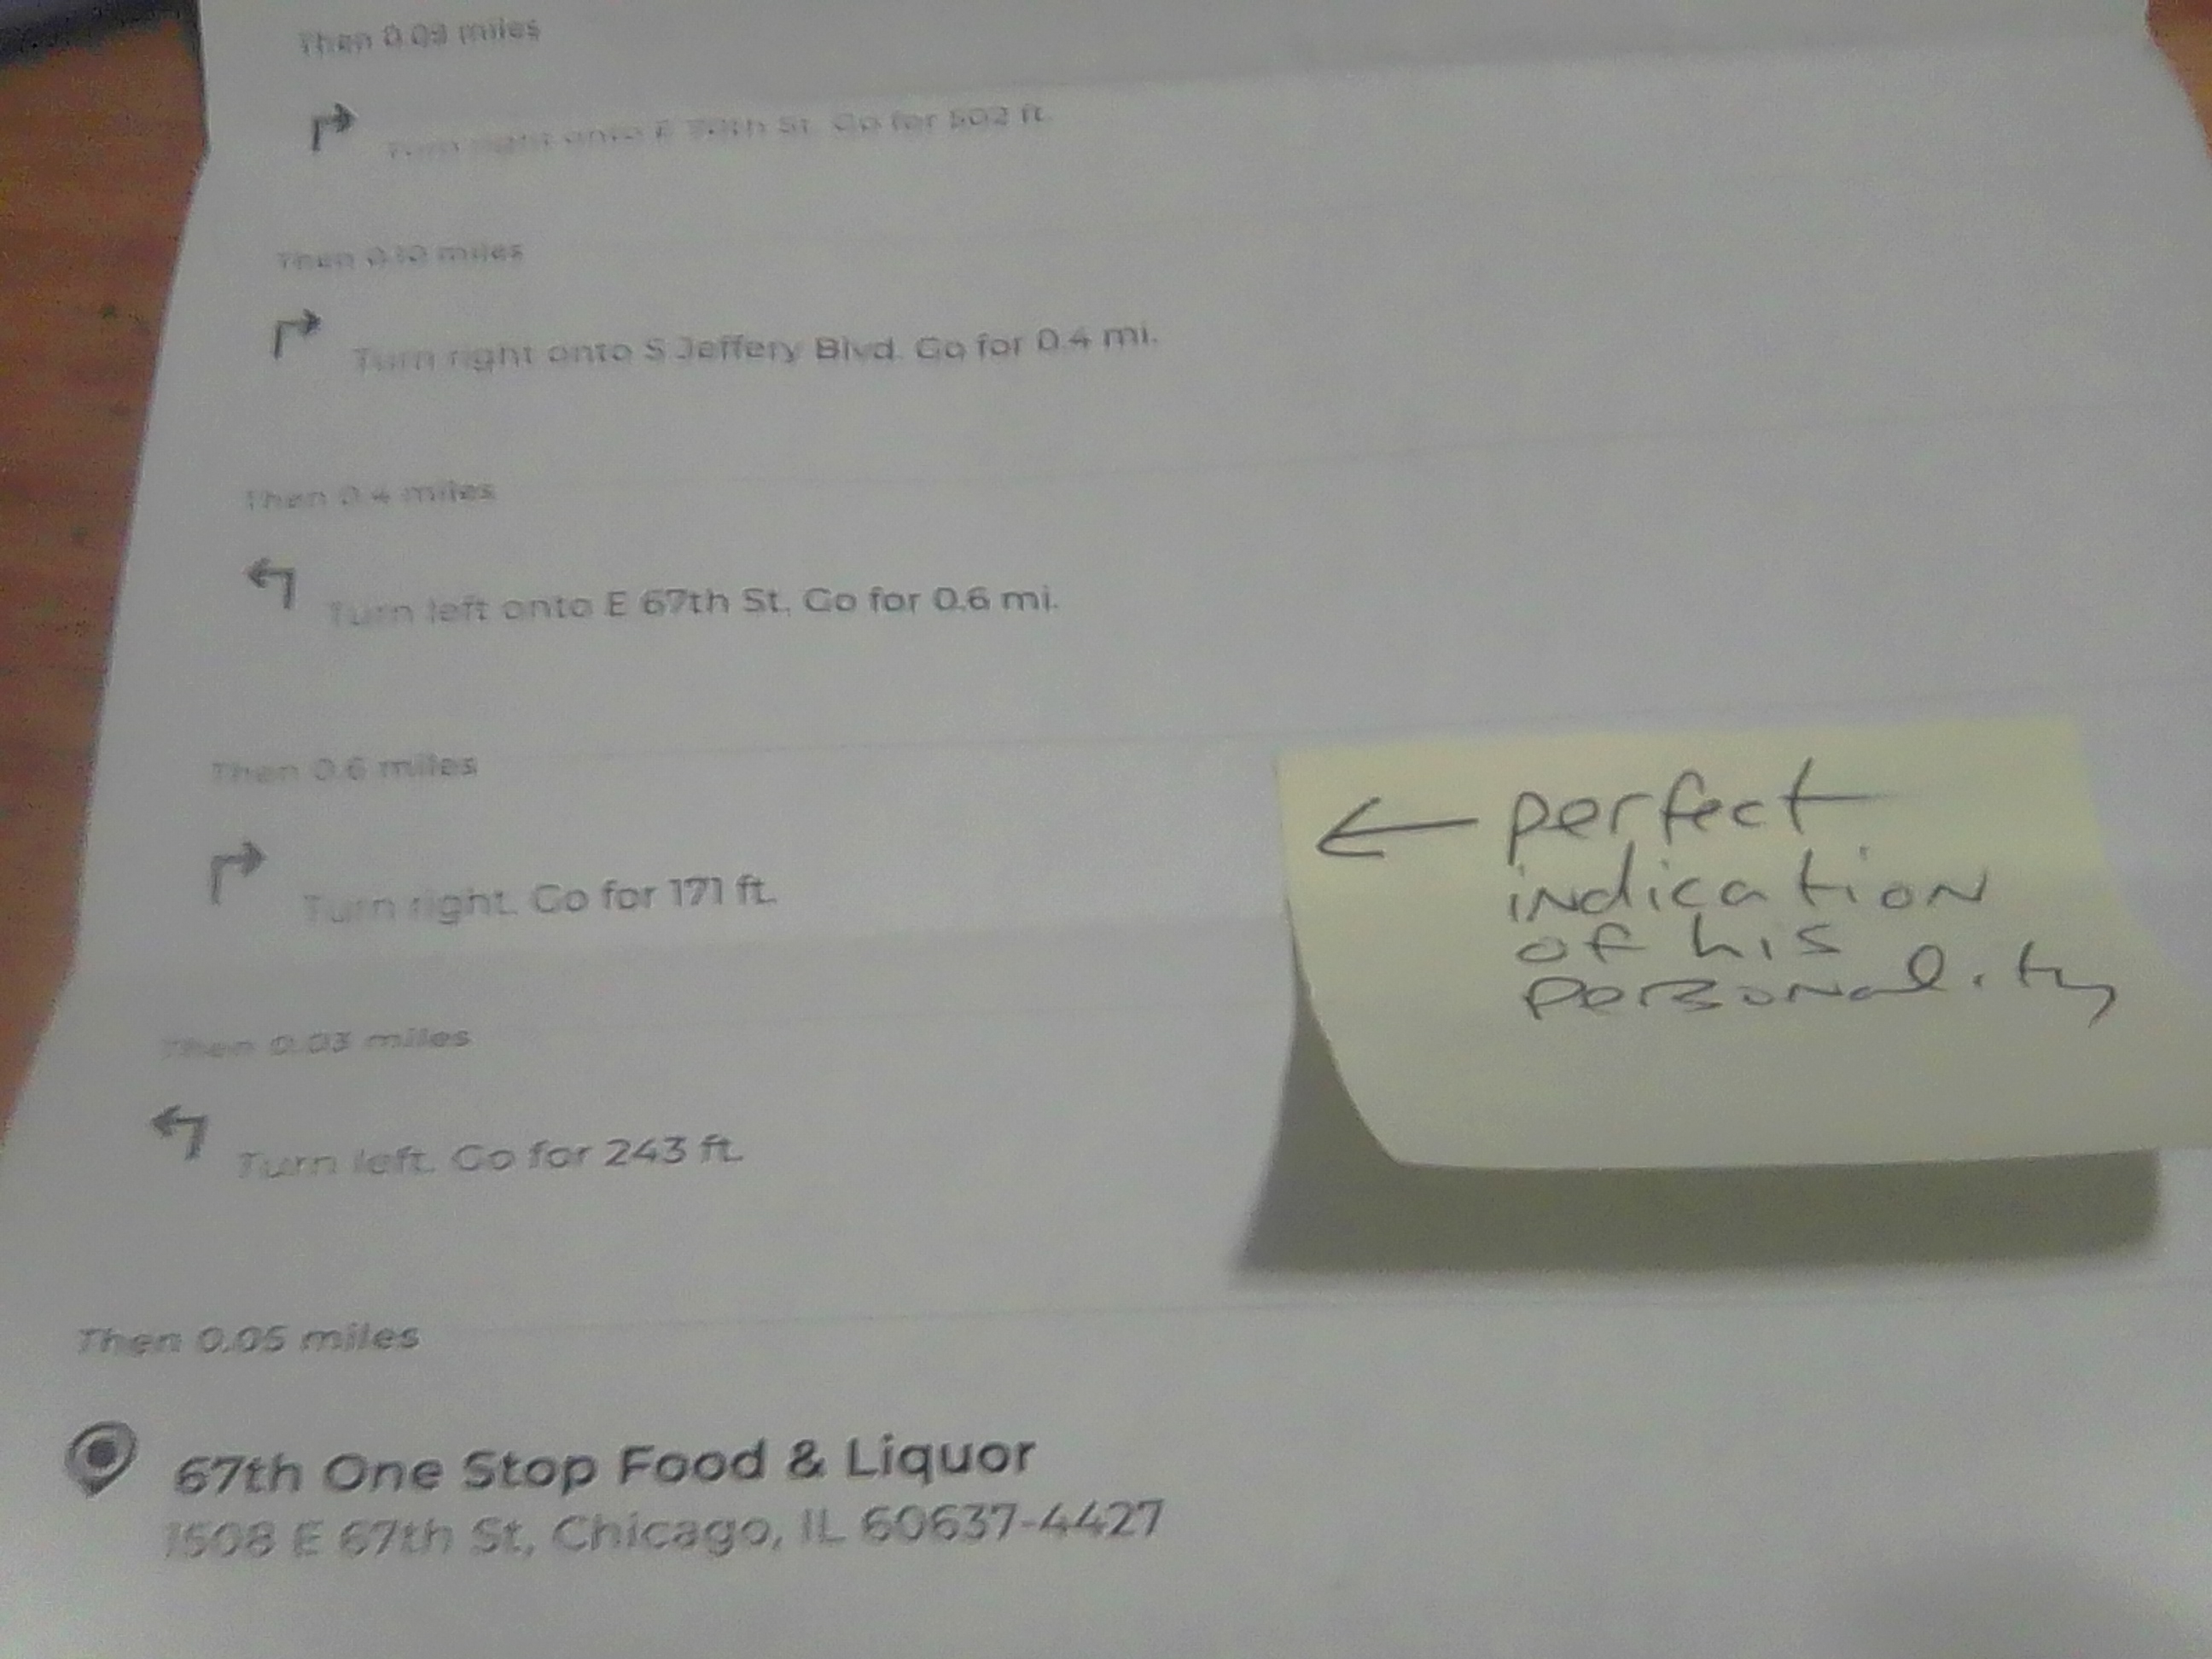 Then 0.09 miles
Turn right onto E St. Go for 502 ft.
Then 0.10 miles
Turn right onto S Jeffery Blvd. Go for 0.4 mi.
Then 0.4 miles
Turn left onto E 67th St. Go for 0.6 mi.
Then 0.6 miles
Turn right. Go for 171 ft.
← perfect
indication
of his
personality
Then 0.03 miles
Turn left. Go for 243 ft.
Then 0.05 miles
67th One Stop Food & Liquor
1508 E 67th St, Chicago, IL 60637-4427